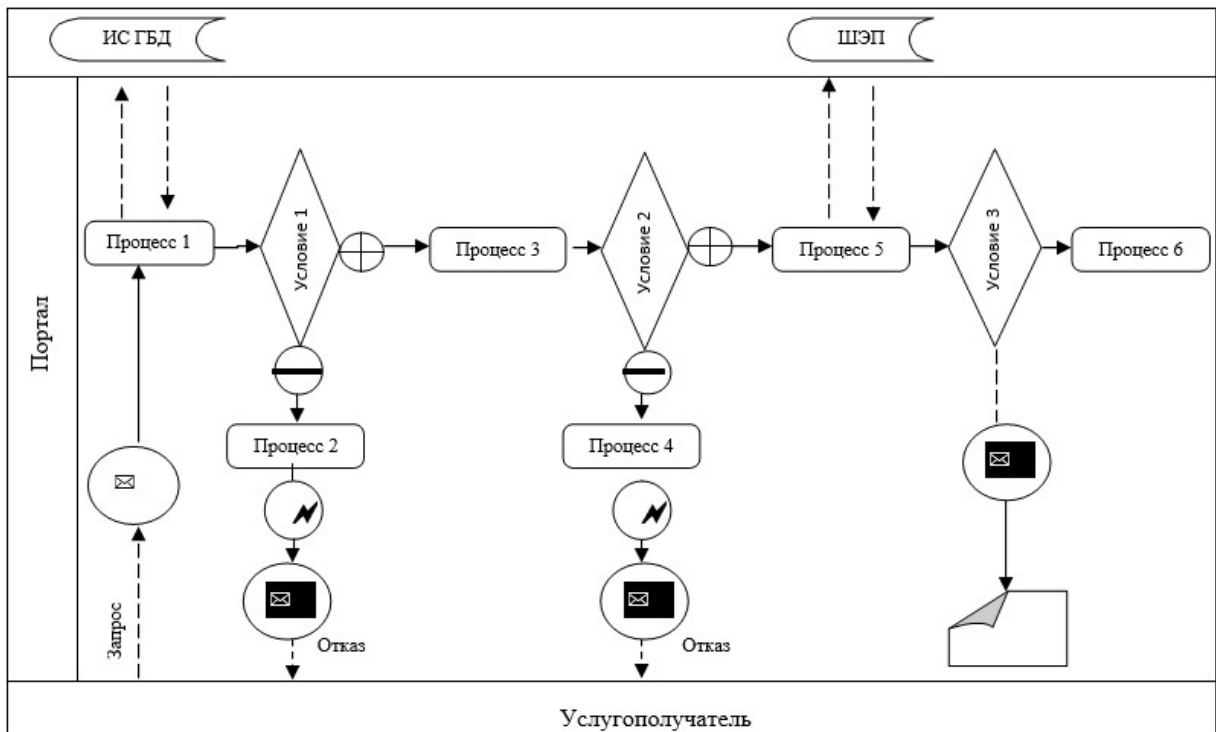 ИС ГБД
ШЭП
Портал
Процесс 1
Условие 1
Процесс 3
Условие 2
Процесс 5
Условие 3
Процесс 6
Процесс 2
Процесс 4
Запрос
Отказ
Отказ
Услугополучатель